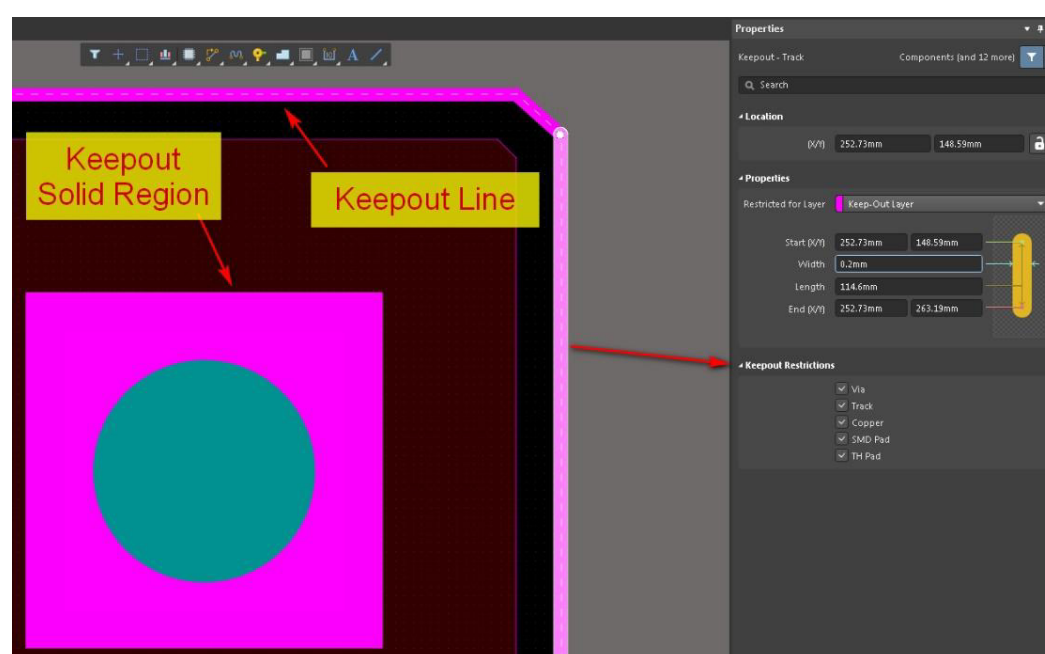 Properties
Keepout - Track Components (and 12 more)
Search
Location
(X/Y) 252.73mm 148.59mm
Properties
Restricted for Layer Keep-Out Layer
Start (X/Y) 252.73mm 148.59mm
Width 0.2mm
Length 114.6mm
End (X/Y) 252.73mm 263.19mm
Keepout Restrictions
Via
Track
Copper
SMD Pad
TH Pad
A
Keepout
Solid Region
Keepout Line